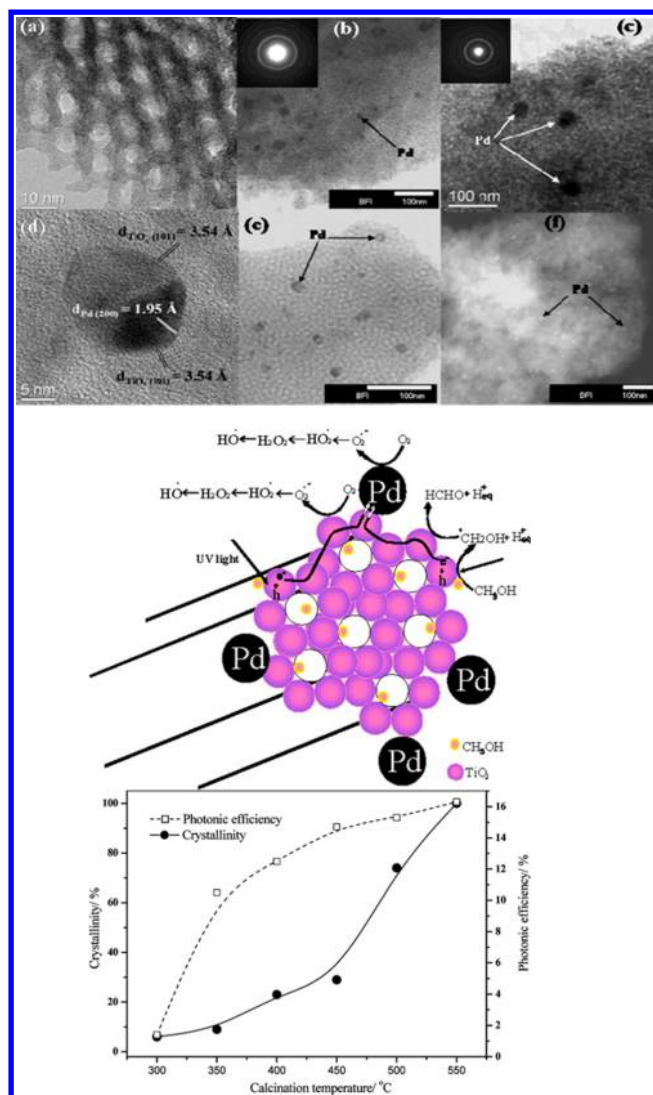 (a)
(b)
(c)
Pd
Pd
10 nm
BFI 100nm
100 nm
(d)
d TiO2 (101) = 3.54 Å
(e)
Pd
(f)
Pd
d Pd (200) = 1.95 Å
d TiO2 (101) = 3.54 Å
5 nm
BFI 100nm
DFI 100nm
HO˙ ← H2O2 ← HO2˙ ← O2˙⁻ O2
HO˙ ← H2O2 ← HO2˙ ← O2˙⁻ O2
Pd
HCHO + H⁺aq
˙CH2OH + H⁺aq
UV light
h⁺
h⁺
CH3OH
Pd
Pd
Pd
CH3OH
TiO2
Photonic efficiency
Crystallinity
100
80
60
40
20
0
Crystallinity/ %
16
14
12
10
8
6
4
2
0
Photonic efficiency/ %
300 350 400 450 500 550
Calcination temperature/ °C